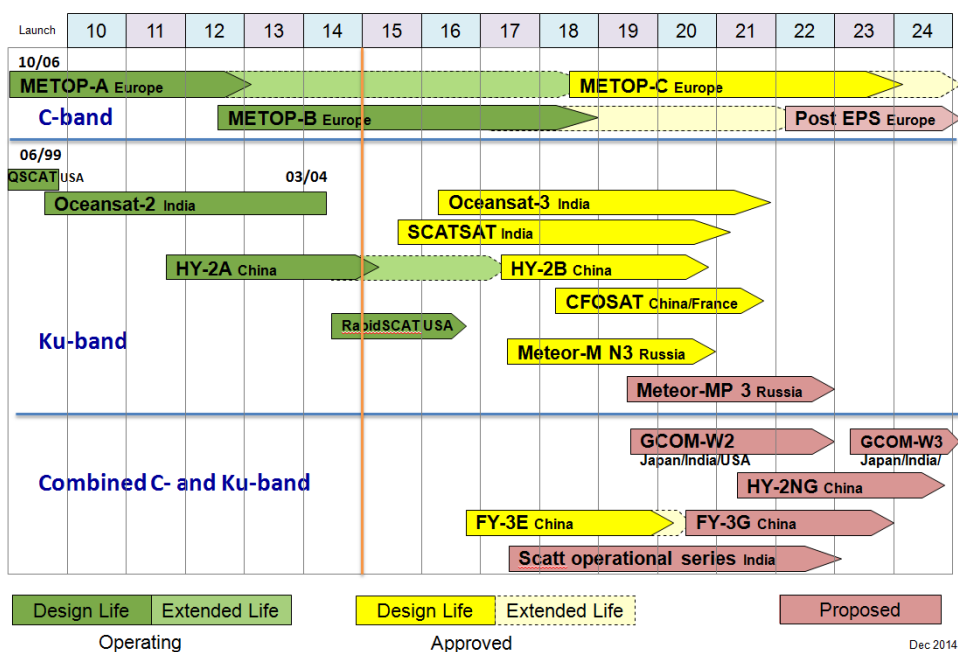 Launch 10 11 12 13 14 15 16 17 18 19 20 21 22 23 24
10/06
METOP-A Europe METOP-C Europe
C-band METOP-B Europe Post EPS Europe
06/99
QSCAT USA 03/04
Oceansat-2 India Oceansat-3 India
SCATSAT India
HY-2A China HY-2B China
CFOSAT China/France
Ku-band RapidSCAT USA
Meteor-M N3 Russia
Meteor-MP 3 Russia
GCOM-W2 GCOM-W3
Japan/India/USA Japan/India/
Combined C- and Ku-band HY-2NG China
FY-3E China FY-3G China
Scatt operational series India
Design Life Extended Life Design Life Extended Life Proposed
Operating Approved Dec 2014